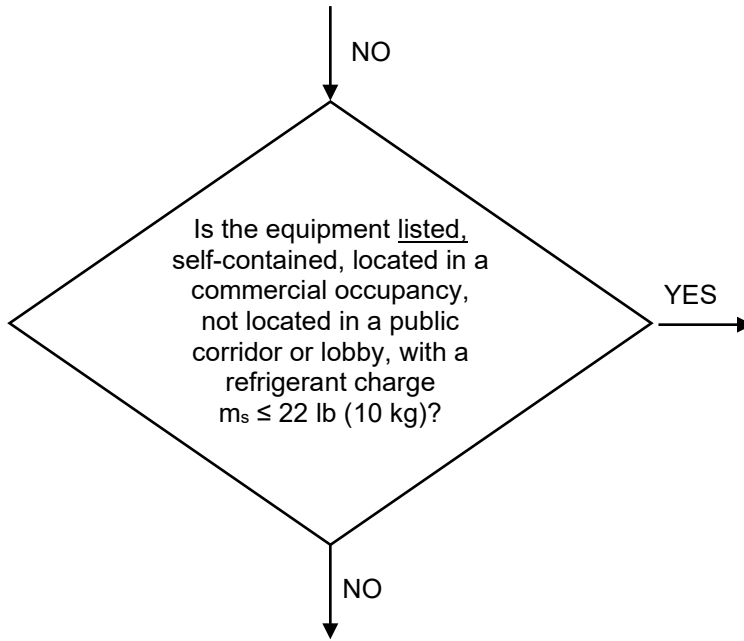 NO
Is the equipment listed,
self-contained, located in a
commercial occupancy,
not located in a public
corridor or lobby, with a
refrigerant charge
mₛ ≤ 22 lb (10 kg)?
YES
NO